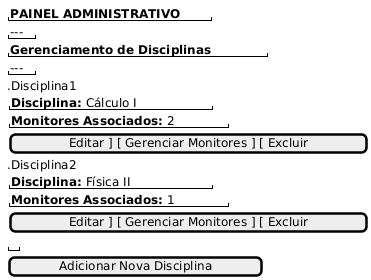 PAINEL ADMINISTRATIVO
---
Gerenciamento de Disciplinas
---
.Disciplina1
Disciplina: Cálculo I
Monitores Associados: 2
Editar ] [ Gerenciar Monitores ] [ Excluir
.Disciplina2
Disciplina: Física II
Monitores Associados: 1
Editar ] [ Gerenciar Monitores ] [ Excluir
Adicionar Nova Disciplina